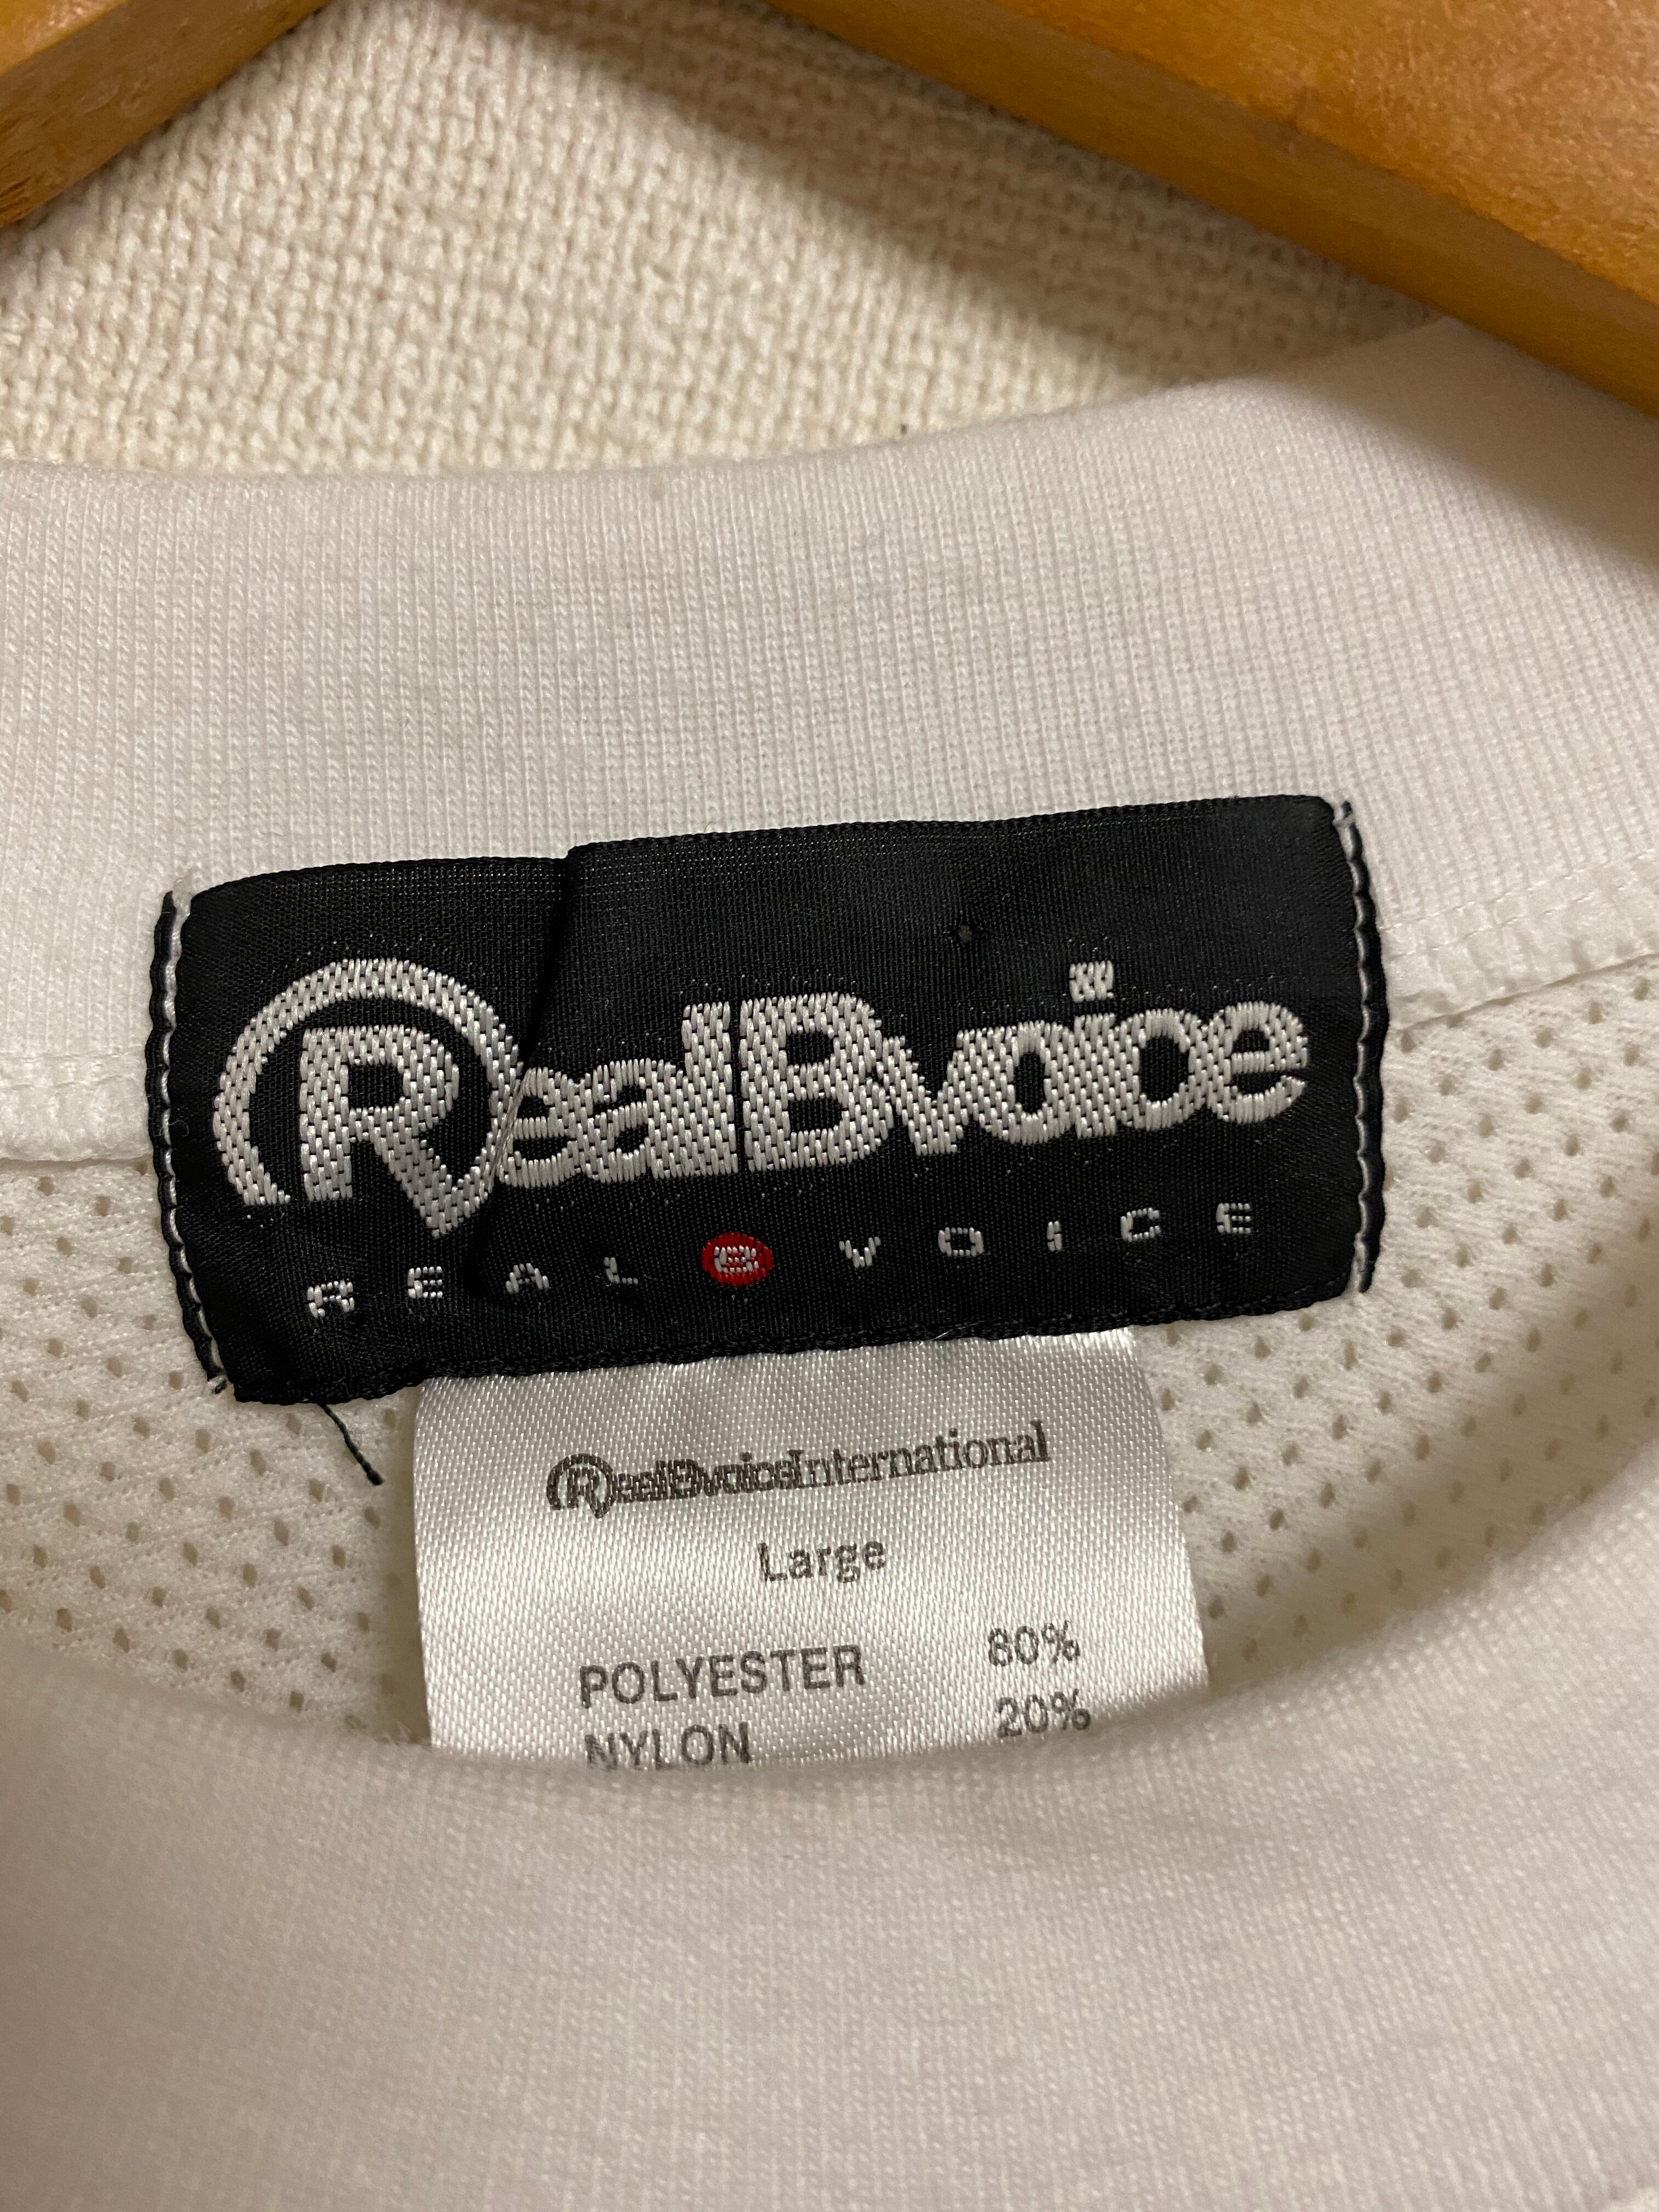 RealBvoice
REAL B VOICE
RealBvoiceInternational
Large
POLYESTER 80%
NYLON 20%